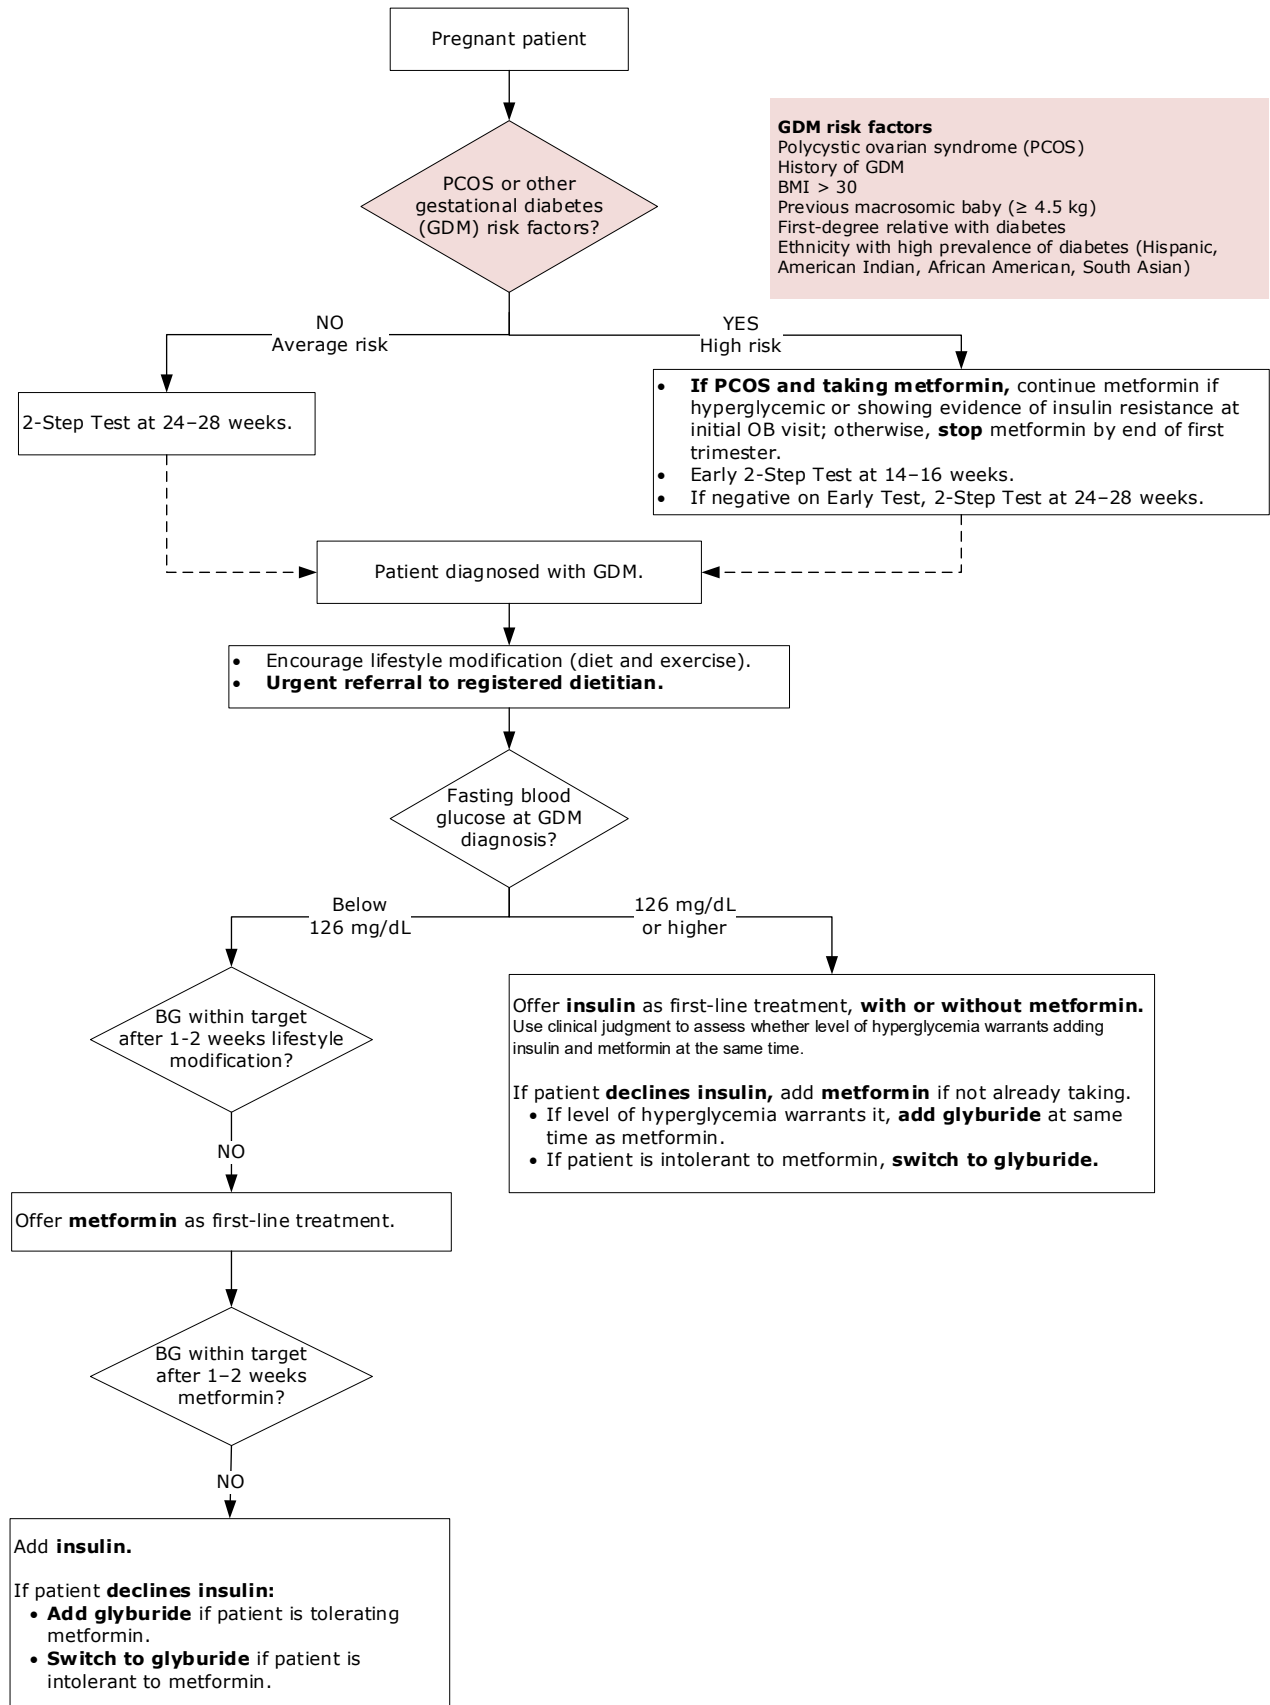 Pregnant patient
PCOS or other
gestational diabetes
(GDM) risk factors?
GDM risk factors
Polycystic ovarian syndrome (PCOS)
History of GDM
BMI > 30
Previous macrosomic baby (≥ 4.5 kg)
First-degree relative with diabetes
Ethnicity with high prevalence of diabetes (Hispanic,
American Indian, African American, South Asian)
NO
Average risk
YES
High risk
2-Step Test at 24–28 weeks.
• If PCOS and taking metformin, continue metformin if
hyperglycemic or showing evidence of insulin resistance at
initial OB visit; otherwise, stop metformin by end of first
trimester.
• Early 2-Step Test at 14–16 weeks.
• If negative on Early Test, 2-Step Test at 24–28 weeks.
Patient diagnosed with GDM.
• Encourage lifestyle modification (diet and exercise).
• Urgent referral to registered dietitian.
Fasting blood
glucose at GDM
diagnosis?
Below
126 mg/dL
126 mg/dL
or higher
BG within target
after 1-2 weeks lifestyle
modification?
Offer insulin as first-line treatment, with or without metformin.
Use clinical judgment to assess whether level of hyperglycemia warrants adding
insulin and metformin at the same time.
If patient declines insulin, add metformin if not already taking.
• If level of hyperglycemia warrants it, add glyburide at same
time as metformin.
• If patient is intolerant to metformin, switch to glyburide.
NO
Offer metformin as first-line treatment.
BG within target
after 1–2 weeks
metformin?
NO
Add insulin.
If patient declines insulin:
• Add glyburide if patient is tolerating
metformin.
• Switch to glyburide if patient is
intolerant to metformin.